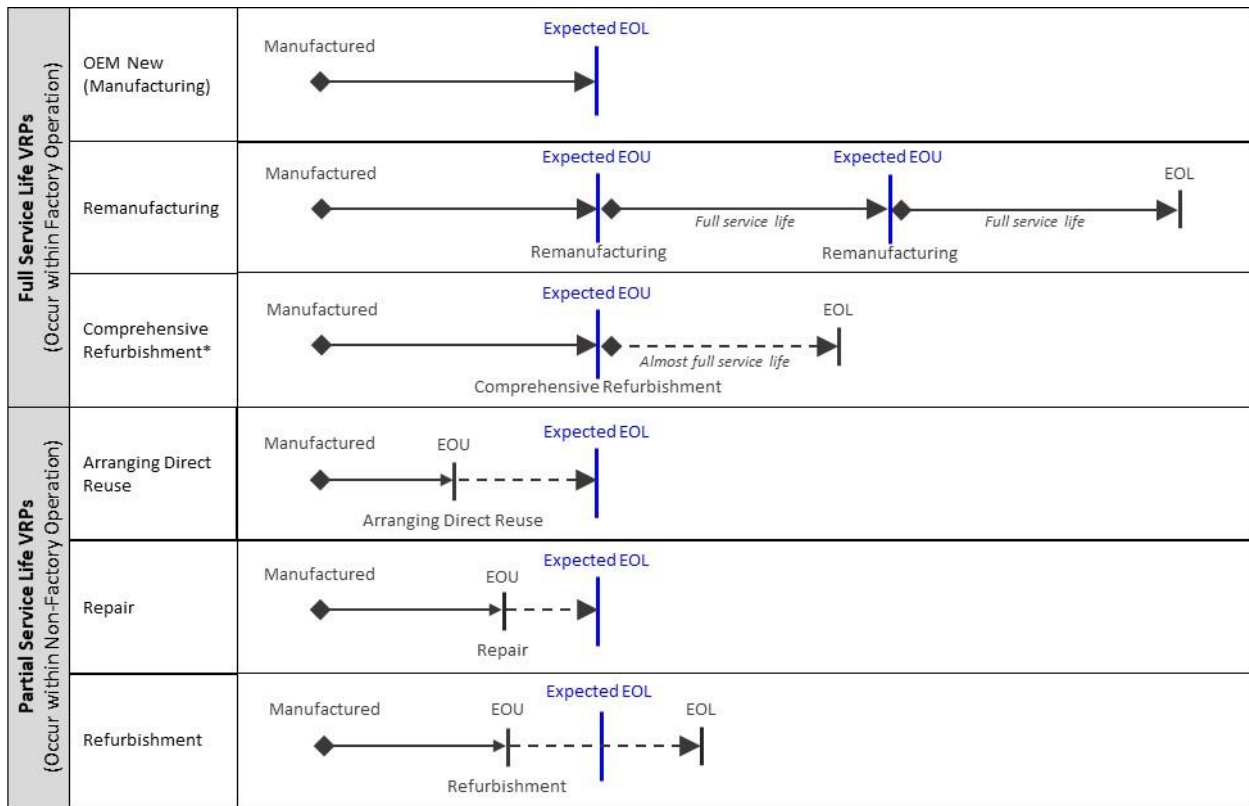 Full Service Life VRPs
(Occur within Factory Operation)
OEM New
(Manufacturing)
Manufactured
Expected EOL
Remanufacturing
Manufactured
Expected EOU
Expected EOU
EOL
Full service life
Full service life
Remanufacturing
Remanufacturing
Comprehensive
Refurbishment*
Manufactured
Expected EOU
EOL
Almost full service life
Comprehensive Refurbishment
Partial Service Life VRPs
(Occur within Non-Factory Operation)
Arranging Direct
Reuse
Manufactured
EOU
Expected EOL
Arranging Direct Reuse
Repair
Manufactured
EOU
Expected EOL
Repair
Refurbishment
Manufactured
EOU
Expected EOL
EOL
Refurbishment